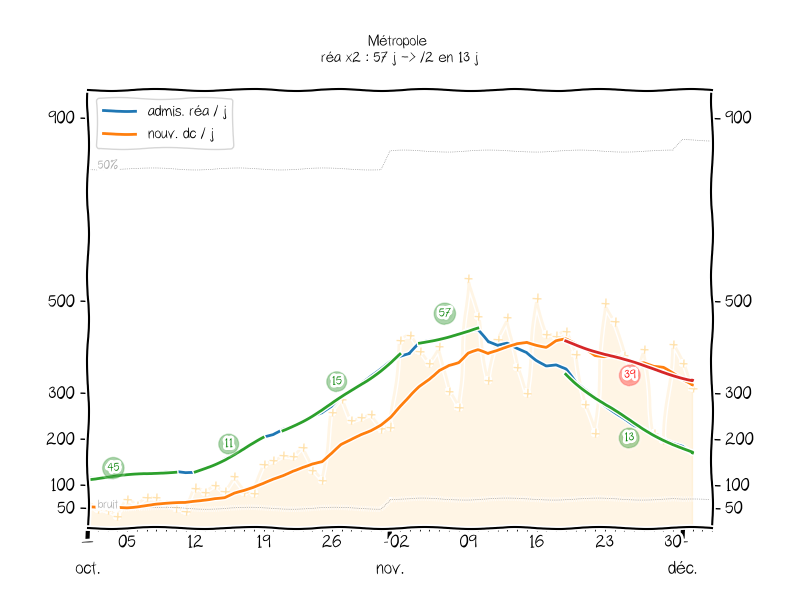 Métropole
réa x2 : 57 j -> /2 en 13 j
admis. réa / j
nouv. dc / j
900
900
50%
500
500
57
15
39
300
300
11
13
200
200
45
100
100
bruit
50
50
05 12 19 26 02 09 16 23 30
oct. nov. déc.